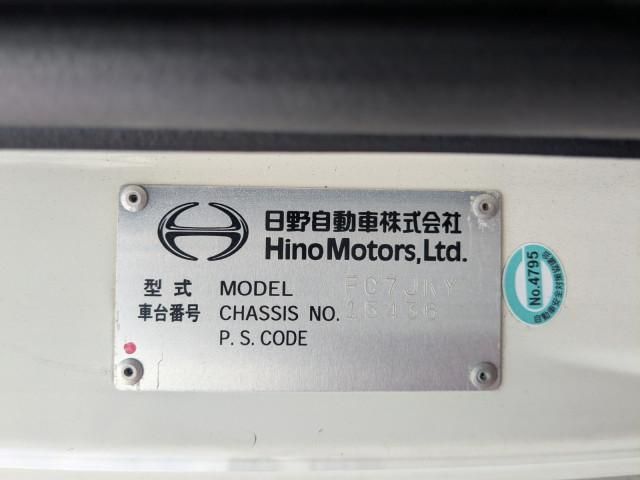 日野自動車株式会社
Hino Motors, Ltd.
型式 MODEL FC7JKY
車台番号 CHASSIS NO. 15436
P. S. CODE
No.4795